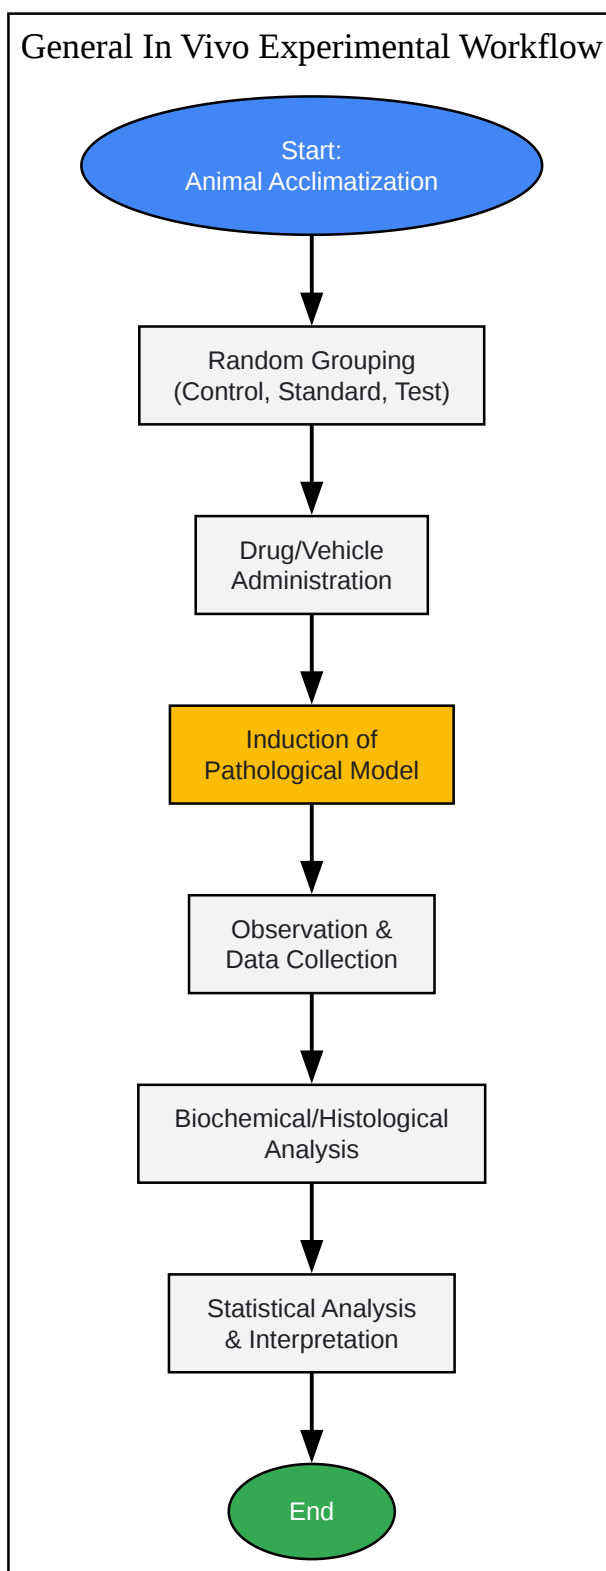 General In Vivo Experimental Workflow
Start:
Animal Acclimatization
Random Grouping
(Control, Standard, Test)
Drug/Vehicle
Administration
Induction of
Pathological Model
Observation &
Data Collection
Biochemical/Histological
Analysis
Statistical Analysis
& Interpretation
End